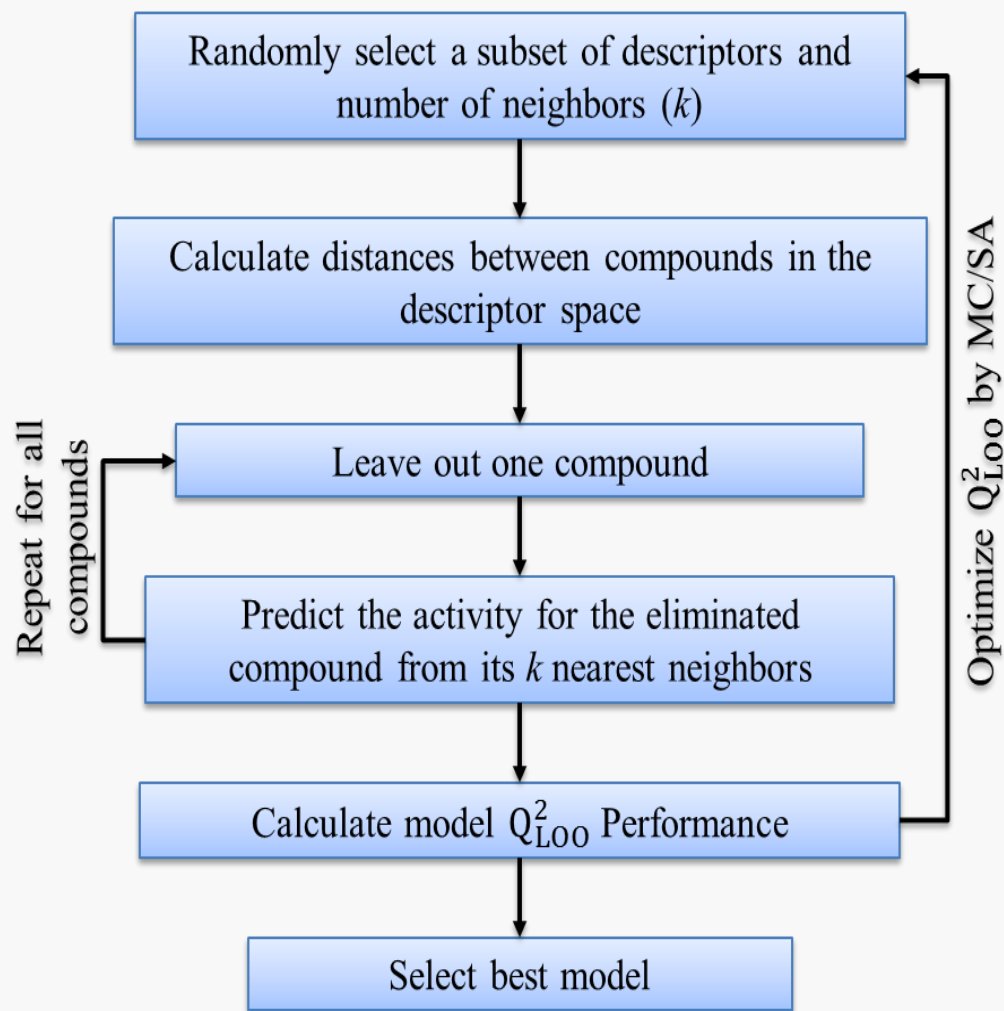 Randomly select a subset of descriptors and
number of neighbors (k)
Calculate distances between compounds in the
descriptor space
Leave out one compound
Repeat for all
compounds
Predict the activity for the eliminated
compound from its k nearest neighbors
Calculate model Q²LOO Performance
Optimize Q²LOO by MC/SA
Select best model